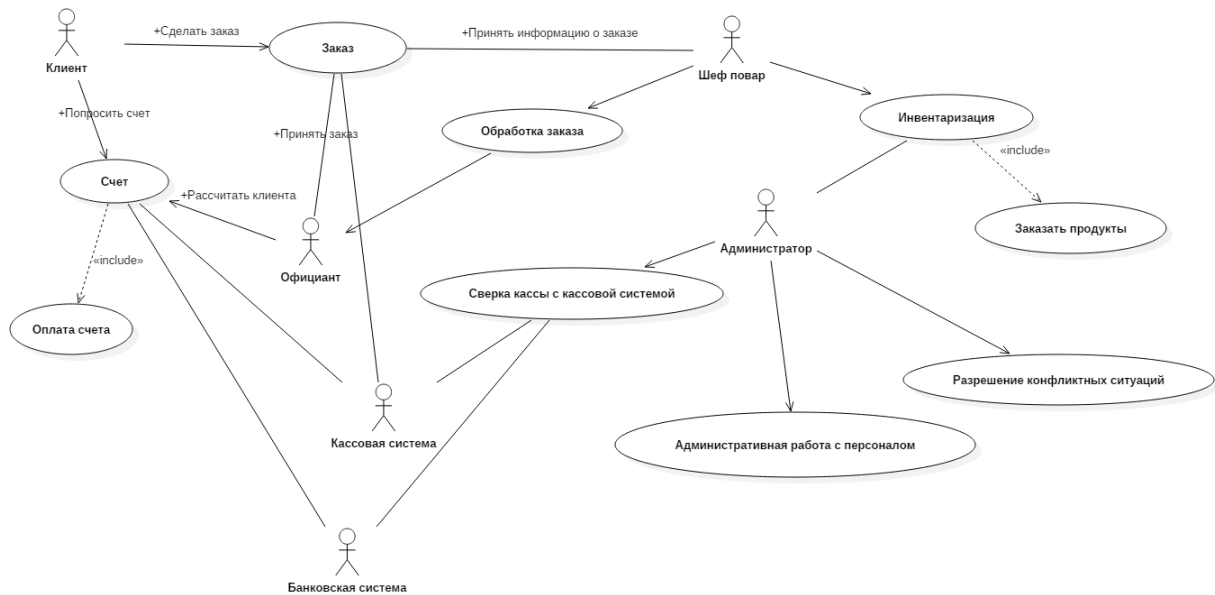 +Сделать заказ
Заказ
+Принять информацию о заказе
Клиент
Шеф повар
+Попросить счет
+Принять заказ
Обработка заказа
Инвентаризация
«include»
Счет
+Рассчитать клиента
Заказать продукты
Официант
Администратор
«include»
Сверка кассы с кассовой системой
Оплата счета
Разрешение конфликтных ситуаций
Кассовая система
Административная работа с персоналом
Банковская система